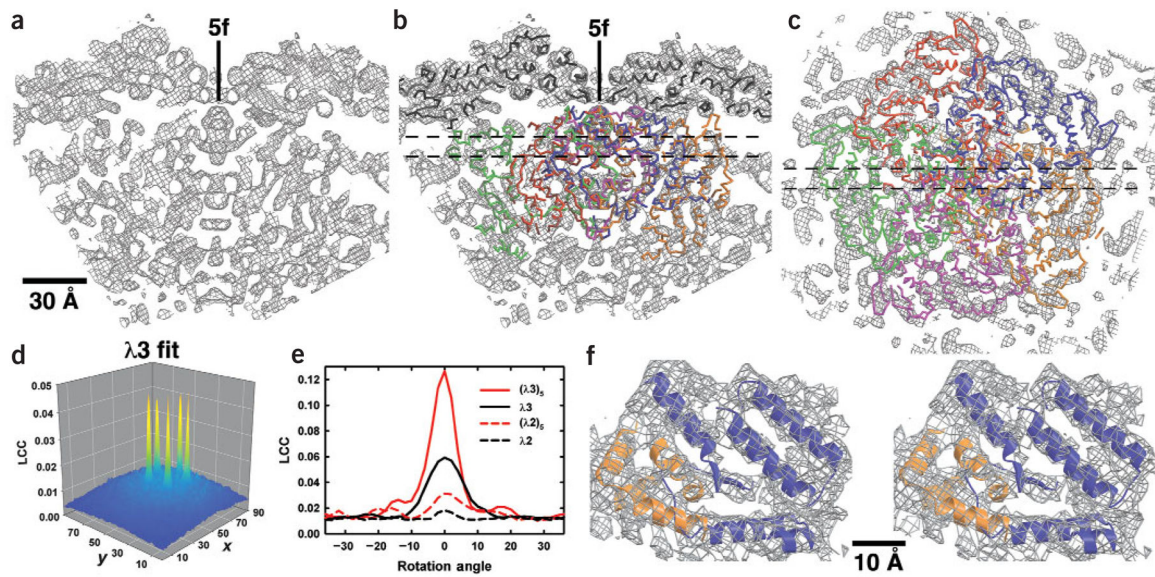 a
5f
30 Å
b
5f
c
d
λ3 fit
LCC
0.05
0.04
0.03
0.02
0.01
0.00
y
70
50
30
10
x
10
30
50
70
90
e
LCC
0.12
0.10
0.08
0.06
0.04
0.02
0.00
(λ3)₅
λ3
(λ2)₅
λ2
−30 −20 −10 0 10 20 30
Rotation angle
f
10 Å